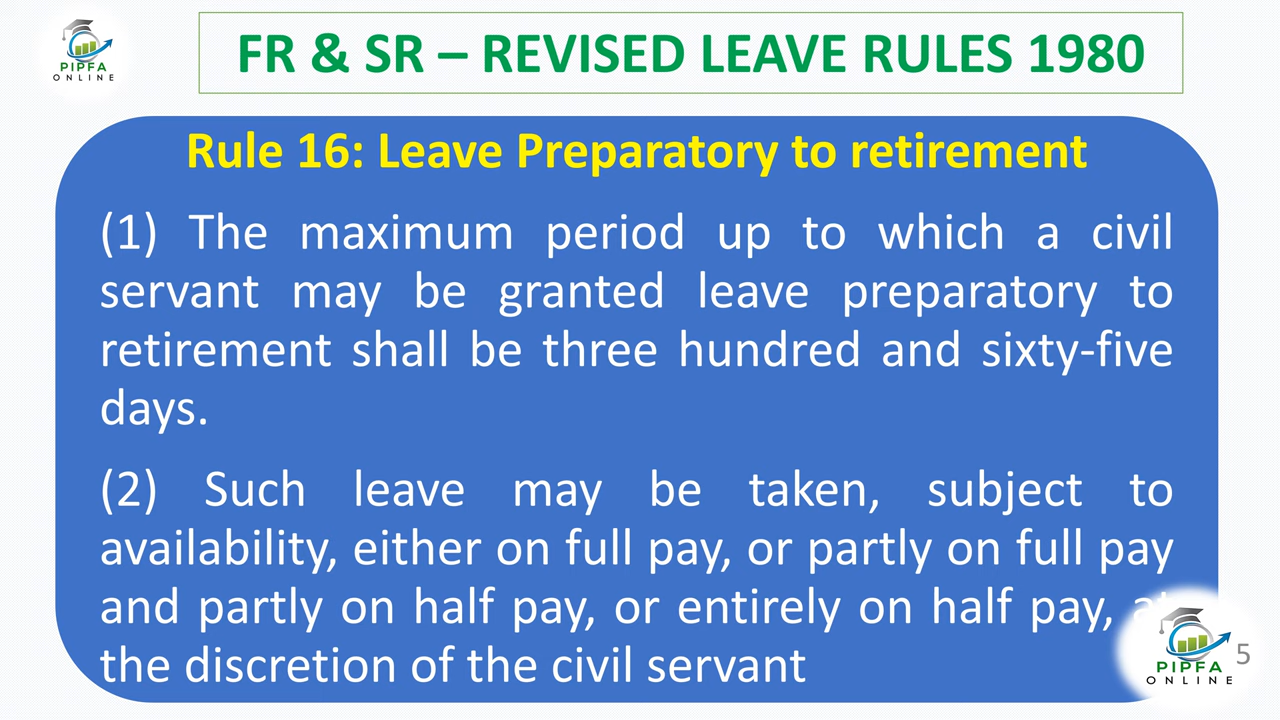 PIPFA
ONLINE
FR & SR – REVISED LEAVE RULES 1980
Rule 16: Leave Preparatory to retirement
(1) The maximum period up to which a civil
servant may be granted leave preparatory to
retirement shall be three hundred and sixty-five
days.
(2) Such leave may be taken, subject to
availability, either on full pay, or partly on full pay
and partly on half pay, or entirely on half pay,
the discretion of the civil servant
PIPFA
ONLINE
5